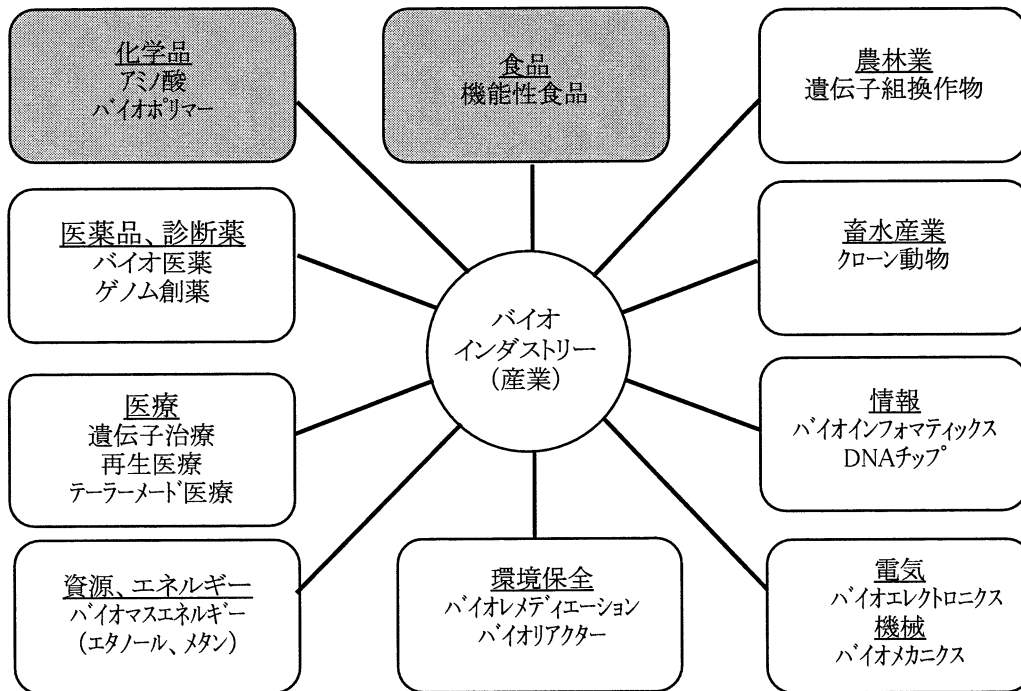 化学品
アミノ酸
バイオポリマー
食品
機能性食品
農林業
遺伝子組換作物
医薬品、診断薬
バイオ医薬
ゲノム創薬
畜水産業
クローン動物
バイオ
インダストリー
(産業)
医療
遺伝子治療
再生医療
テーラーメード医療
情報
バイオインフォマティックス
DNAチップ
資源、エネルギー
バイオマスエネルギー
(エタノール、メタン)
環境保全
バイオレメディエーション
バイオリアクター
電気
バイオエレクトロニクス
機械
バイオメカニクス